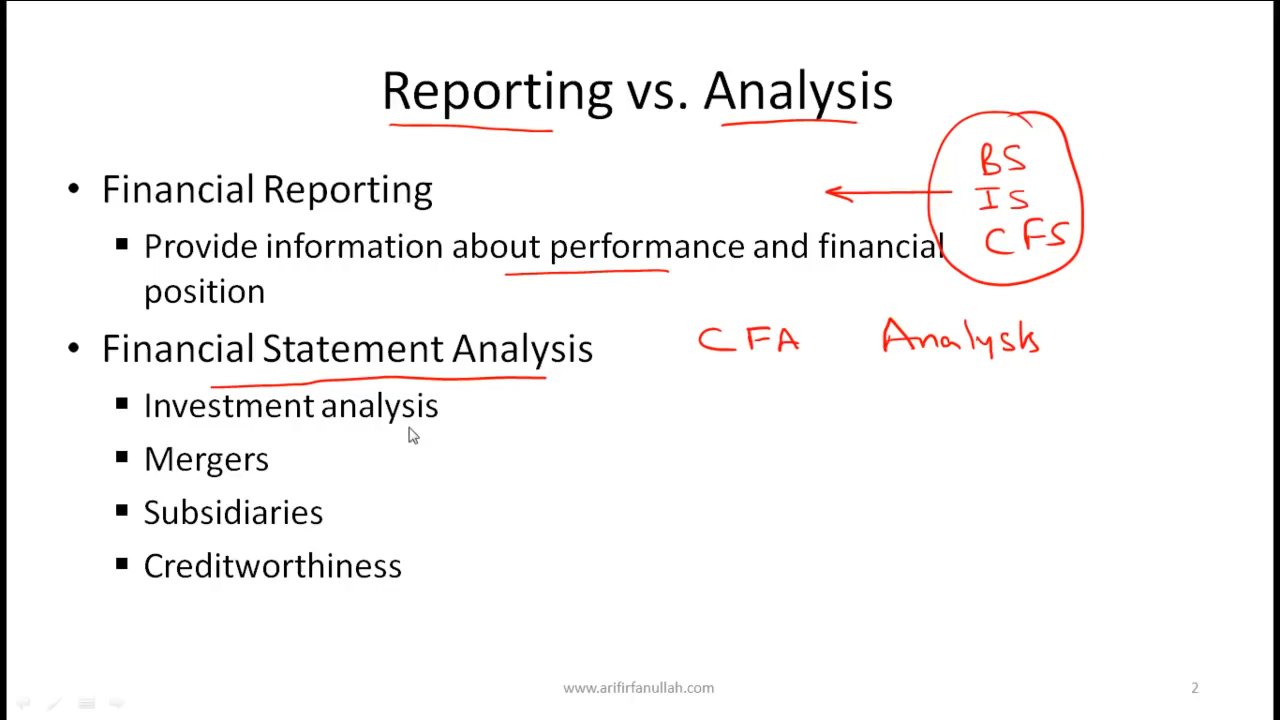 Reporting vs. Analysis
• Financial Reporting
BS
IS
CFS
▪ Provide information about performance and financial
position
• Financial Statement Analysis
CFA Analysts
▪ Investment analysis
▪ Mergers
▪ Subsidiaries
▪ Creditworthiness
www.arifirfanullah.com
2